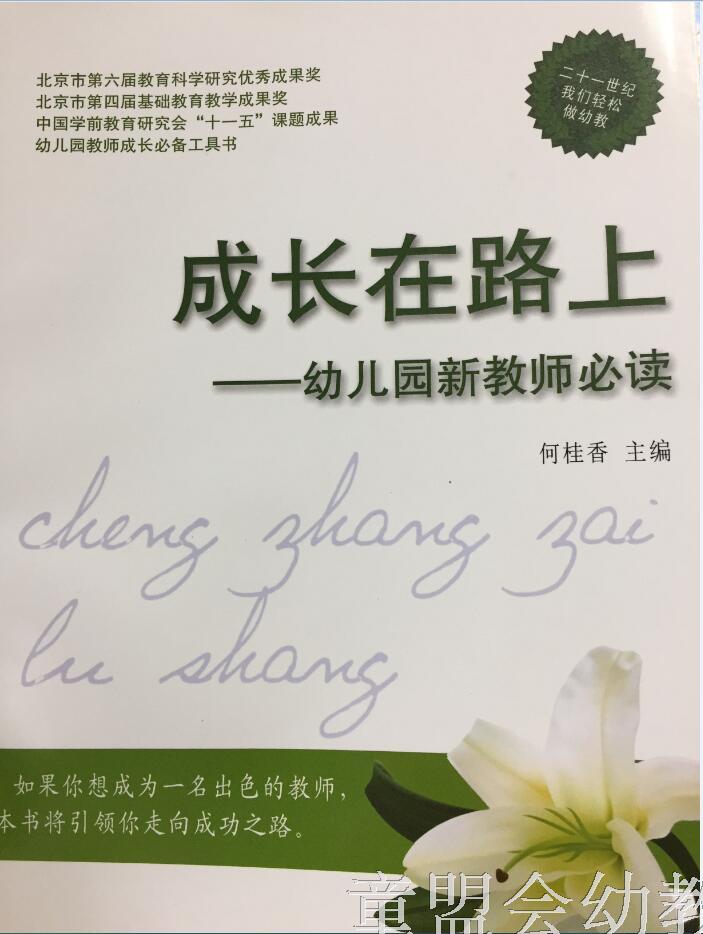 北京市第六届教育科学研究优秀成果奖
北京市第四届基础教育教学成果奖
中国学前教育研究会“十一五”课题成果
幼儿园教师成长必备工具书
二十一世纪
我们轻松
做幼教
成长在路上
——幼儿园新教师必读
何桂香 主编
cheng zhang zai
lu shang
如果你想成为一名出色的教师，
本书将引领你走向成功之路。
童盟会幼教